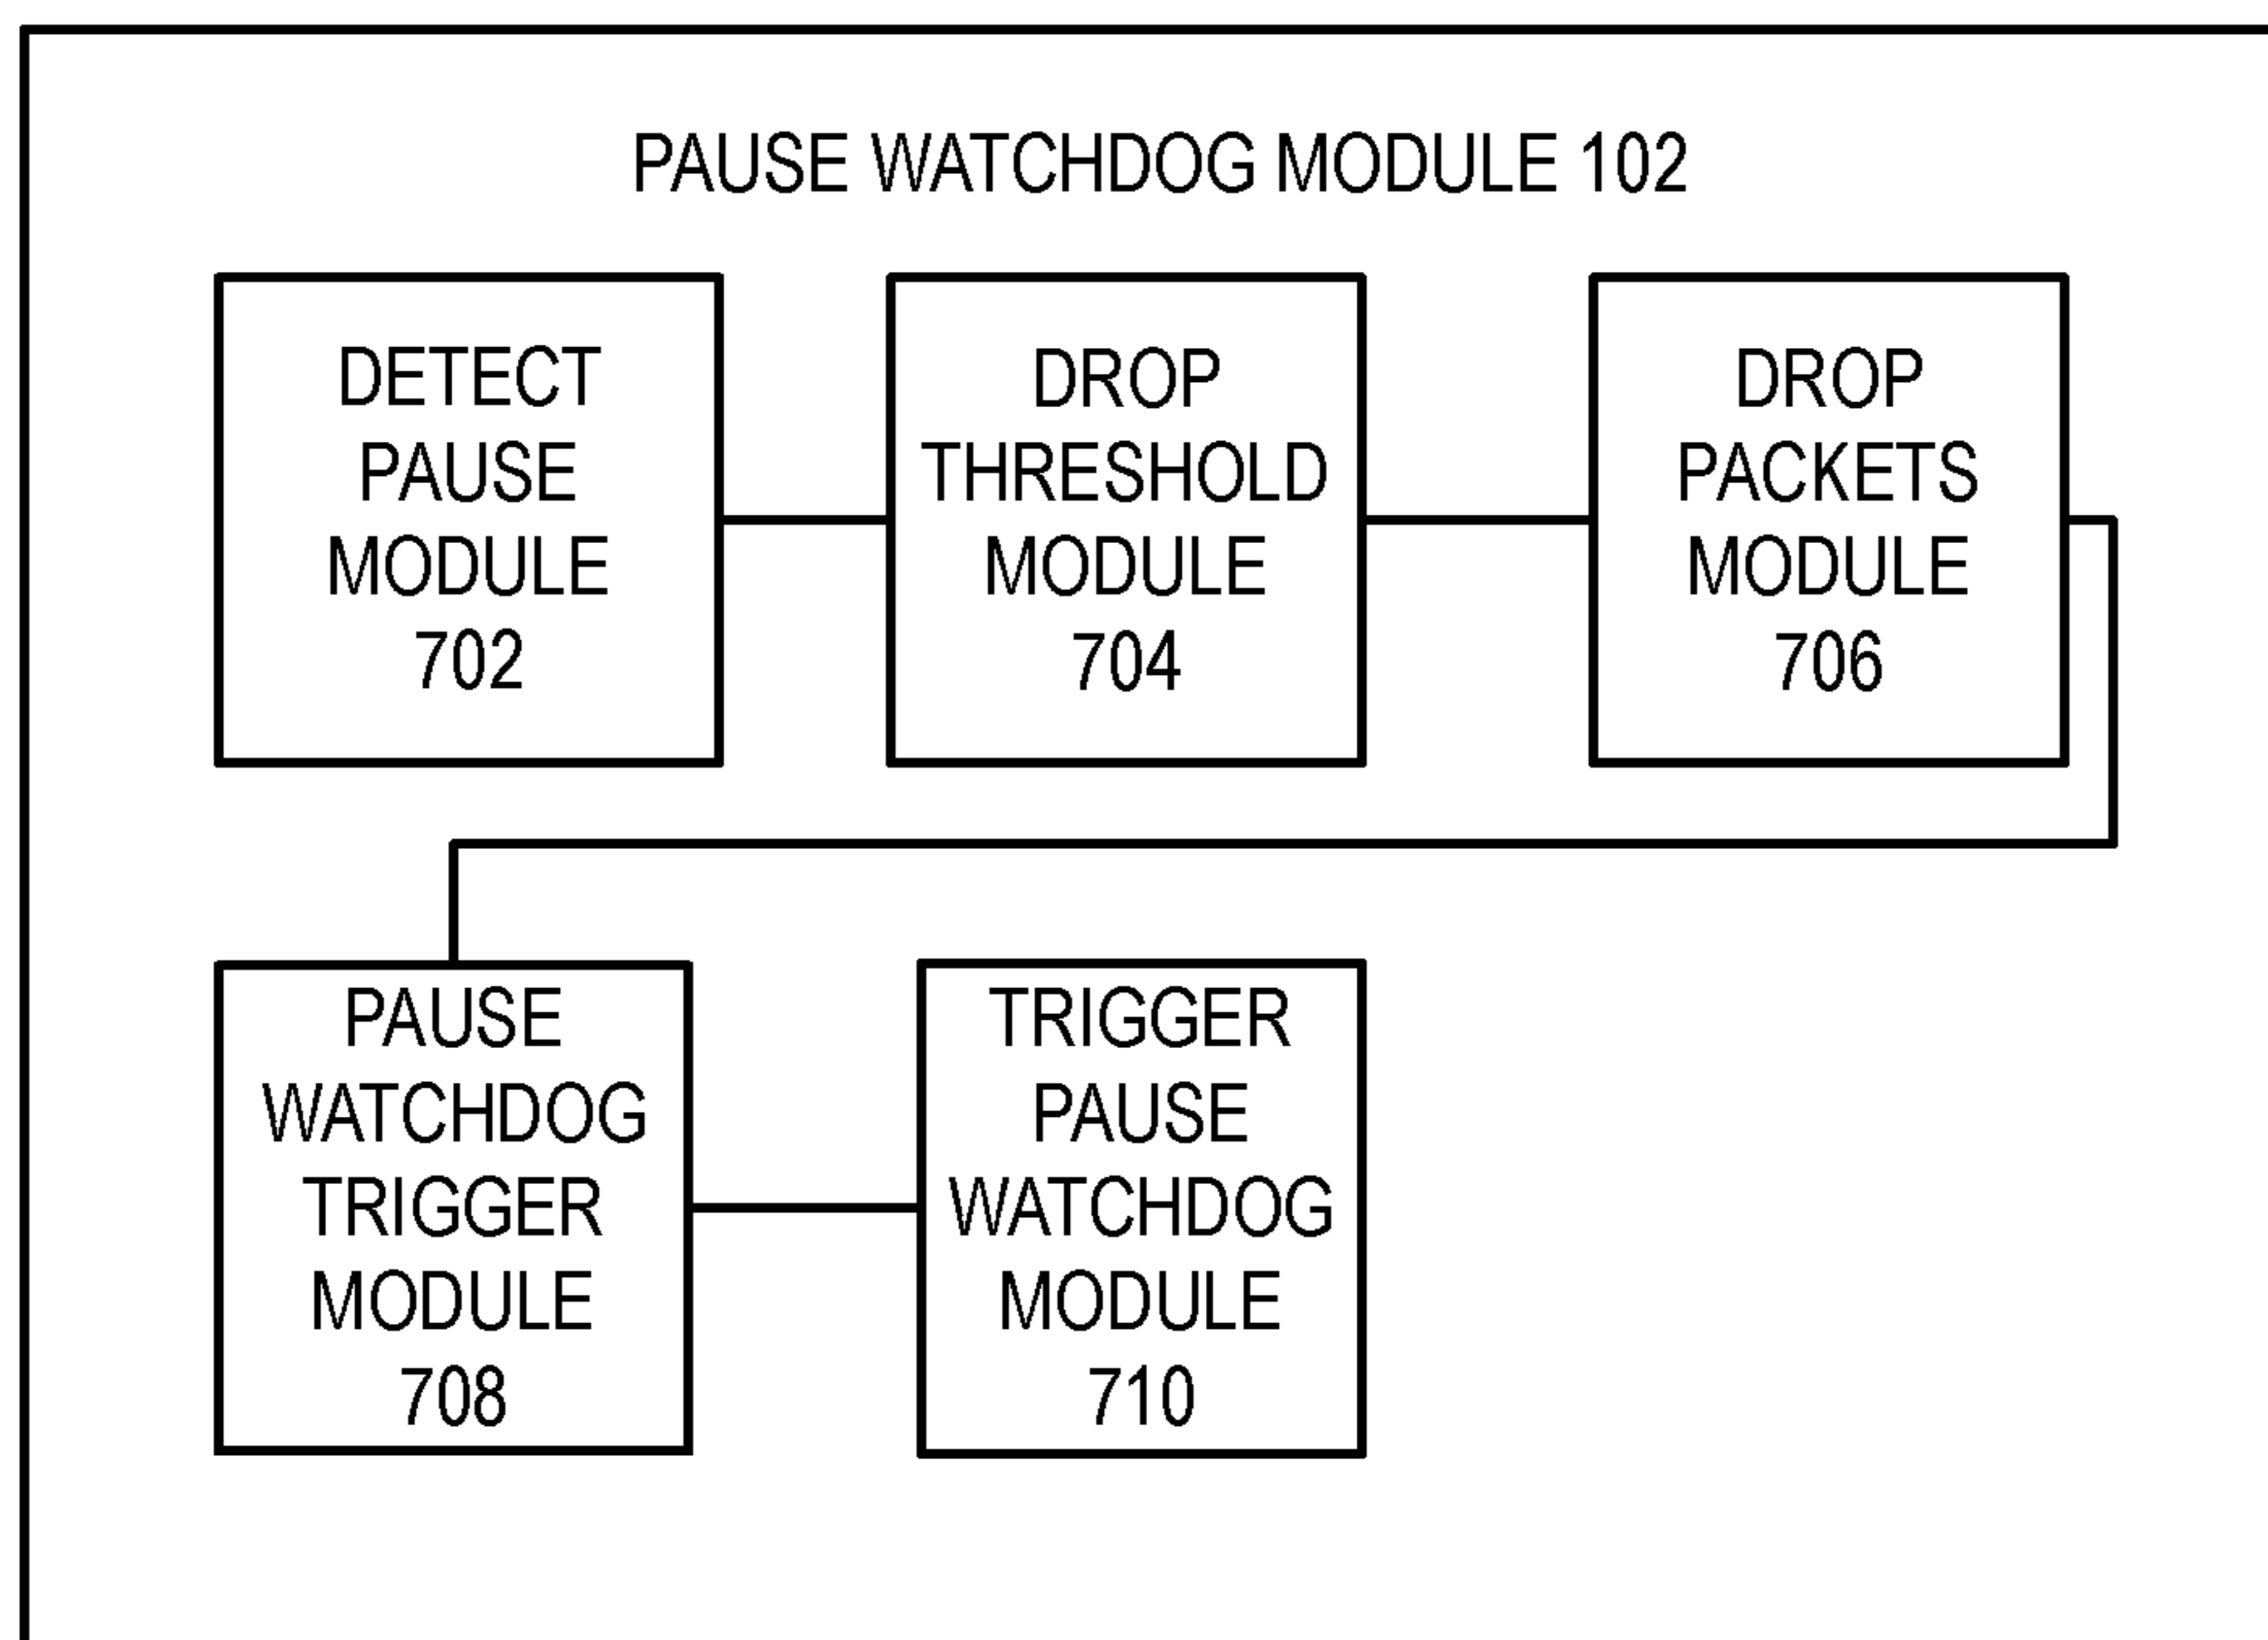 PAUSE WATCHDOG MODULE 102
DETECT
PAUSE
MODULE
702
DROP
THRESHOLD
MODULE
704
DROP
PACKETS
MODULE
706
PAUSE
WATCHDOG
TRIGGER
MODULE
708
TRIGGER
PAUSE
WATCHDOG
MODULE
710